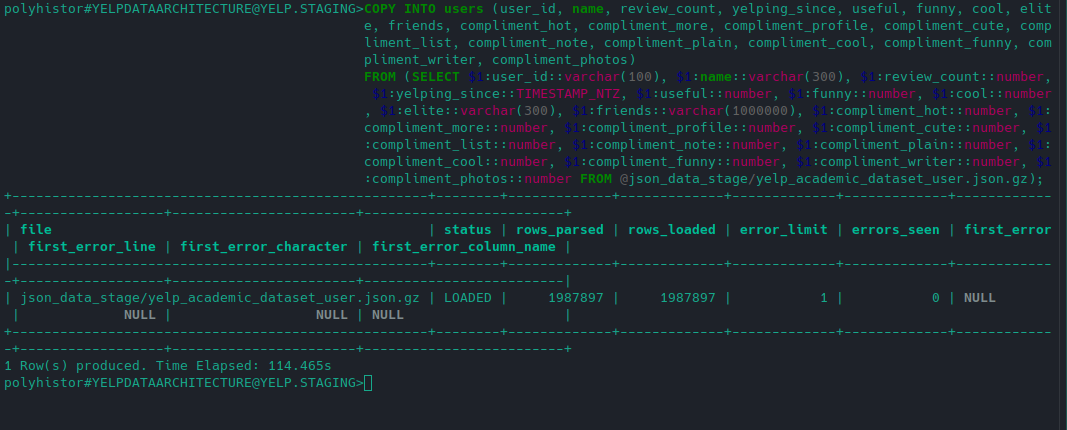 polyhistor#YELPDATAARCHITECTURE@YELP.STAGING>COPY INTO users (user_id, name, review_count, yelping_since, useful, funny, cool, elit
e, friends, compliment_hot, compliment_more, compliment_profile, compliment_cute, comp
liment_list, compliment_note, compliment_plain, compliment_cool, compliment_funny, com
pliment_writer, compliment_photos)
FROM (SELECT $1:user_id::varchar(100), $1:name::varchar(300), $1:review_count::number,
$1:yelping_since::TIMESTAMP_NTZ, $1:useful::number, $1:funny::number, $1:cool::number
, $1:elite::varchar(300), $1:friends::varchar(1000000), $1:compliment_hot::number, $1:
compliment_more::number, $1:compliment_profile::number, $1:compliment_cute::number, $1
:compliment_list::number, $1:compliment_note::number, $1:compliment_plain::number, $1:
compliment_cool::number, $1:compliment_funny::number, $1:compliment_writer::number, $1
:compliment_photos::number FROM @json_data_stage/yelp_academic_dataset_user.json.gz);
+----------------------------------------------------+--------+-------------+-------------+-------------+-------------+------------
-+------------------+-----------------------+-------------------------+
| file | status | rows_parsed | rows_loaded | error_limit | errors_seen | first_error
| first_error_line | first_error_character | first_error_column_name |
|----------------------------------------------------+--------+-------------+-------------+-------------+-------------+------------
-+------------------+-----------------------+-------------------------|
| json_data_stage/yelp_academic_dataset_user.json.gz | LOADED | 1987897 | 1987897 | 1 | 0 | NULL
| NULL | NULL | NULL |
+----------------------------------------------------+--------+-------------+-------------+-------------+-------------+------------
-+------------------+-----------------------+-------------------------+
1 Row(s) produced. Time Elapsed: 114.465s
polyhistor#YELPDATAARCHITECTURE@YELP.STAGING>